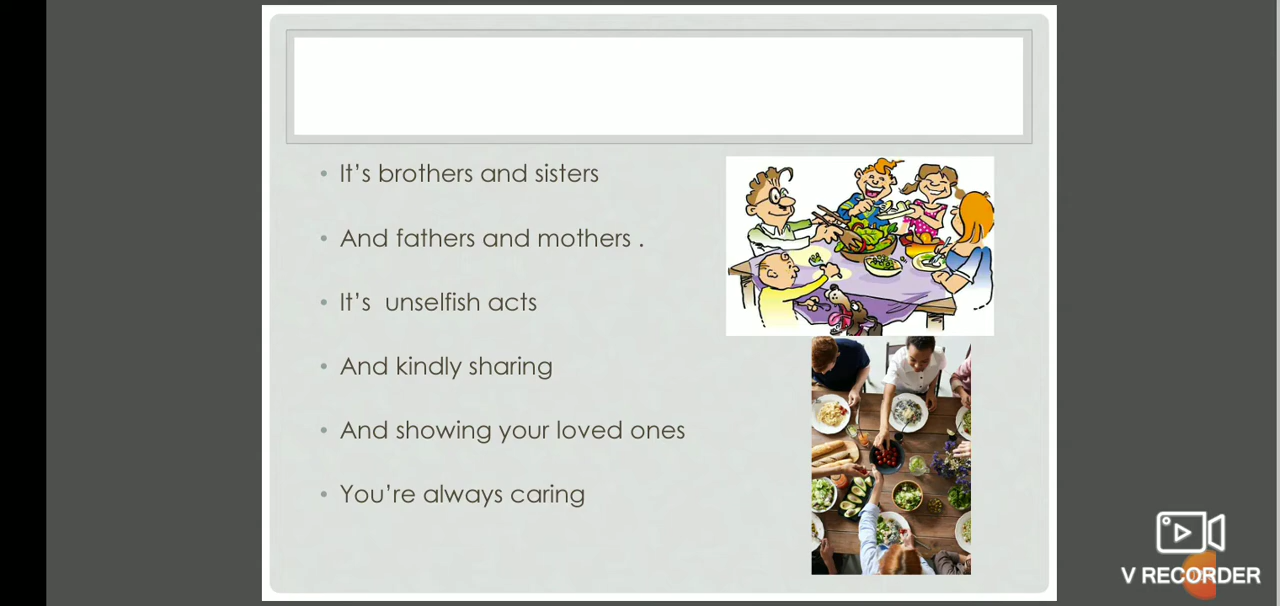 It's brothers and sisters
And fathers and mothers .
It's  unselfish acts
And kindly sharing
And showing your loved ones
You're always caring
V RECORDER